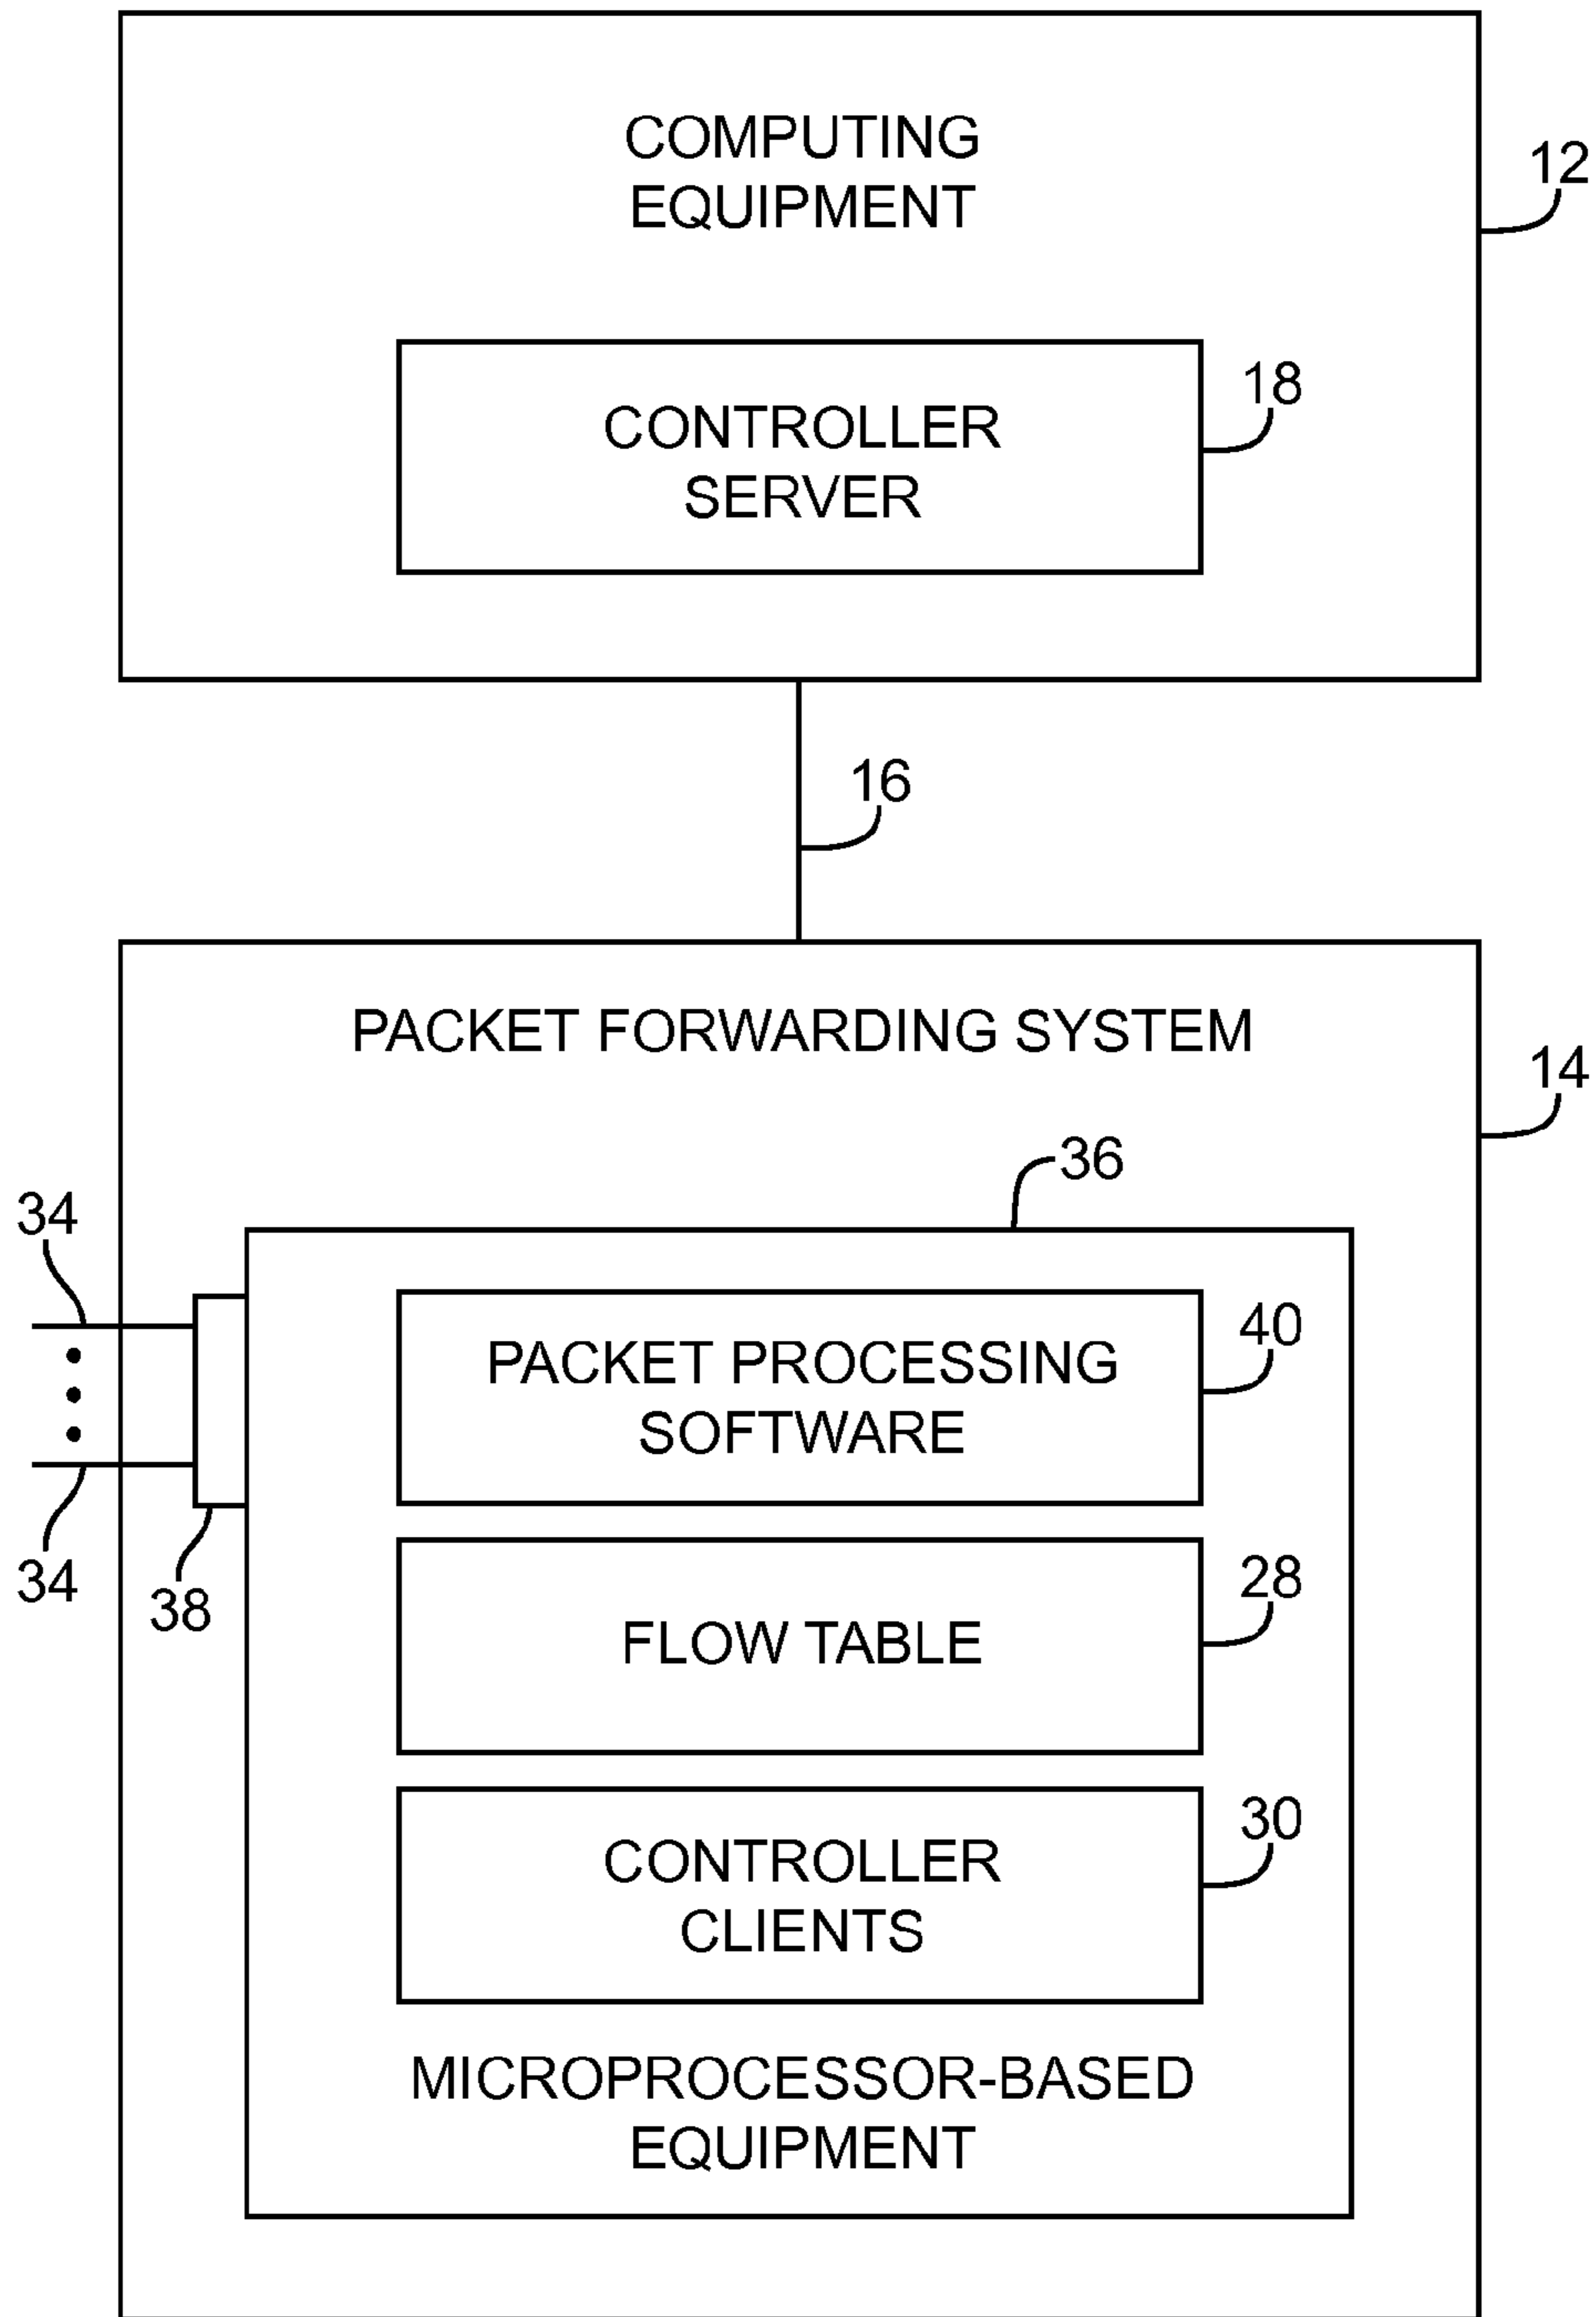 COMPUTING
EQUIPMENT
12
CONTROLLER
SERVER
18
16
PACKET FORWARDING SYSTEM
14
36
34
PACKET PROCESSING
SOFTWARE
40
34
38
FLOW TABLE
28
CONTROLLER
CLIENTS
30
MICROPROCESSOR-BASED
EQUIPMENT